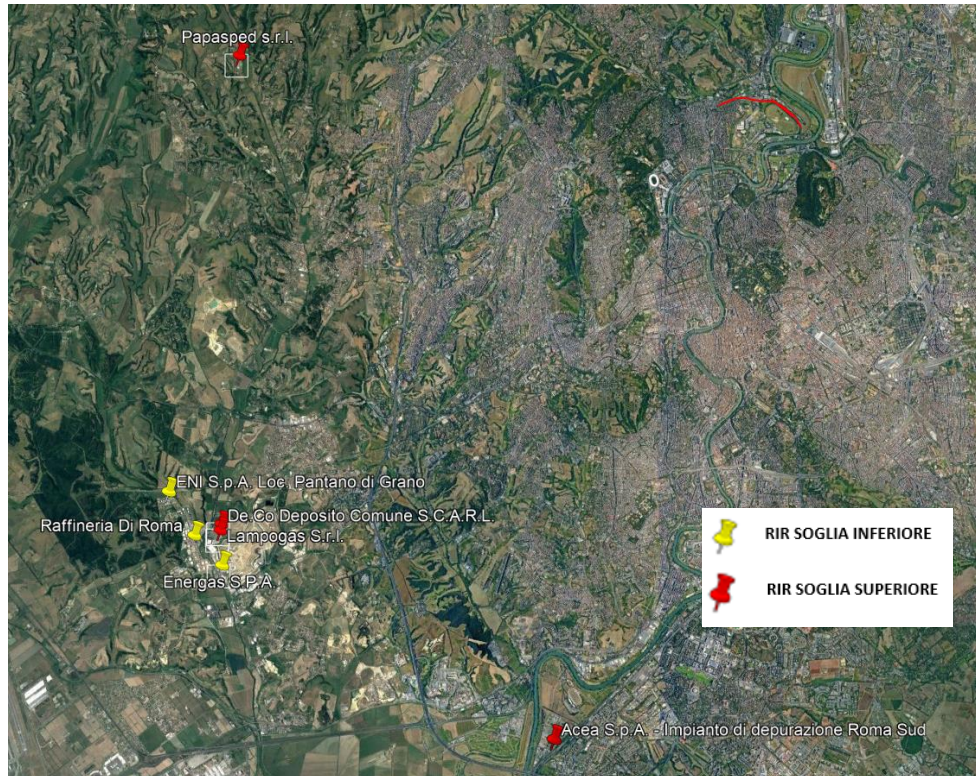 Papasped s.r.l.
ENI S.p.A. Loc. Pantano di Grano
Raffineria Di Roma
De.Co Deposito Comune S.C.A.R.L.
Lampogas S.r.l.
Energas S.P.A.
RIR SOGLIA INFERIORE
RIR SOGLIA SUPERIORE
Acea S.p.A. - Impianto di depurazione Roma Sud